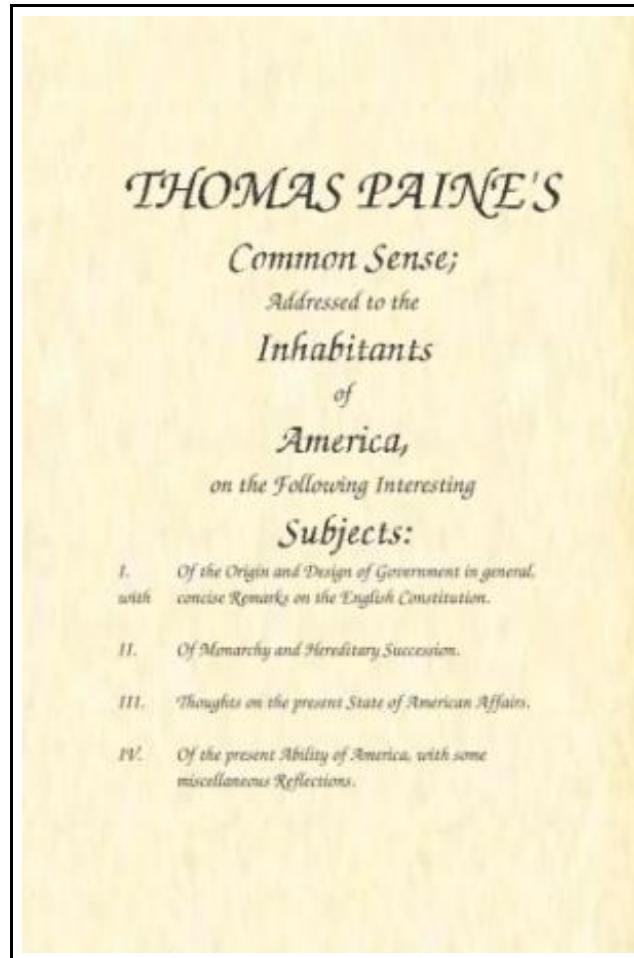 THOMAS PAINE'S
Common Sense;
Addressed to the
Inhabitants
of
America,
on the Following Interesting
Subjects:
I. Of the Origin and Design of Government in general,
with concise Remarks on the English Constitution.
II. Of Monarchy and Hereditary Succession.
III. Thoughts on the present State of American Affairs.
IV. Of the present Ability of America, with some
miscellaneous Reflections.